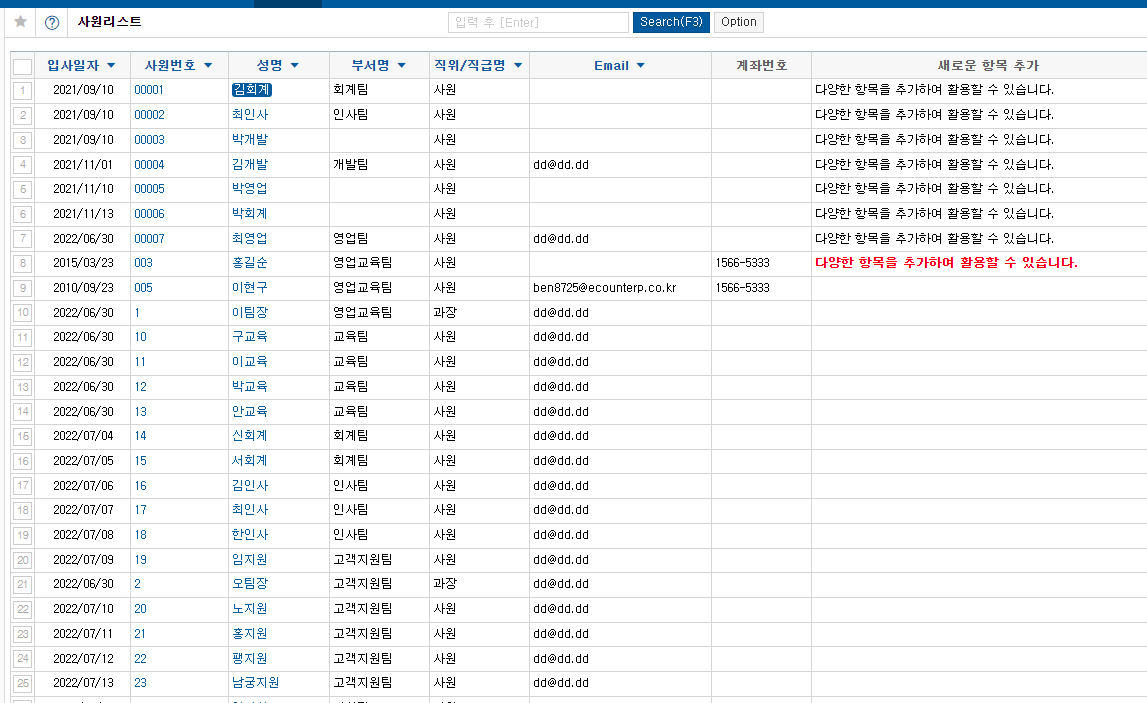 사원리스트 입력 후 [Enter] Search(F3) Option
입사일자 ▼ 사원번호 ▼ 성명 ▼ 부서명 ▼ 직위/직급명 ▼ Email ▼ 계좌번호 새로운 항목 추가
1 2021/09/10 00001 김회계 회계팀 사원 다양한 항목을 추가하여 활용할 수 있습니다.
2 2021/09/10 00002 최인사 인사팀 사원 다양한 항목을 추가하여 활용할 수 있습니다.
3 2021/09/10 00003 박개발 사원 다양한 항목을 추가하여 활용할 수 있습니다.
4 2021/11/01 00004 김개발 개발팀 사원 dd@dd.dd 다양한 항목을 추가하여 활용할 수 있습니다.
5 2021/11/10 00005 박영업 사원 다양한 항목을 추가하여 활용할 수 있습니다.
6 2021/11/13 00006 박회계 사원 다양한 항목을 추가하여 활용할 수 있습니다.
7 2022/06/30 00007 최영업 영업팀 사원 dd@dd.dd 다양한 항목을 추가하여 활용할 수 있습니다.
8 2015/03/23 003 홍길순 영업교육팀 사원 1566-5333 다양한 항목을 추가하여 활용할 수 있습니다.
9 2010/09/23 005 이현구 영업교육팀 사원 ben8725@ecounterp.co.kr 1566-5333
10 2022/06/30 1 이팀장 영업교육팀 과장 dd@dd.dd
11 2022/06/30 10 구교육 교육팀 사원 dd@dd.dd
12 2022/06/30 11 이교육 교육팀 사원 dd@dd.dd
13 2022/06/30 12 박교육 교육팀 사원 dd@dd.dd
14 2022/06/30 13 안교육 교육팀 사원 dd@dd.dd
15 2022/07/04 14 신회계 회계팀 사원 dd@dd.dd
16 2022/07/05 15 서회계 회계팀 사원 dd@dd.dd
17 2022/07/06 16 김인사 인사팀 사원 dd@dd.dd
18 2022/07/07 17 최인사 인사팀 사원 dd@dd.dd
19 2022/07/08 18 한인사 인사팀 사원 dd@dd.dd
20 2022/07/09 19 임지원 고객지원팀 사원 dd@dd.dd
21 2022/06/30 2 오팀장 고객지원팀 과장 dd@dd.dd
22 2022/07/10 20 노지원 고객지원팀 사원 dd@dd.dd
23 2022/07/11 21 홍지원 고객지원팀 사원 dd@dd.dd
24 2022/07/12 22 팽지원 고객지원팀 사원 dd@dd.dd
25 2022/07/13 23 남궁지원 고객지원팀 사원 dd@dd.dd